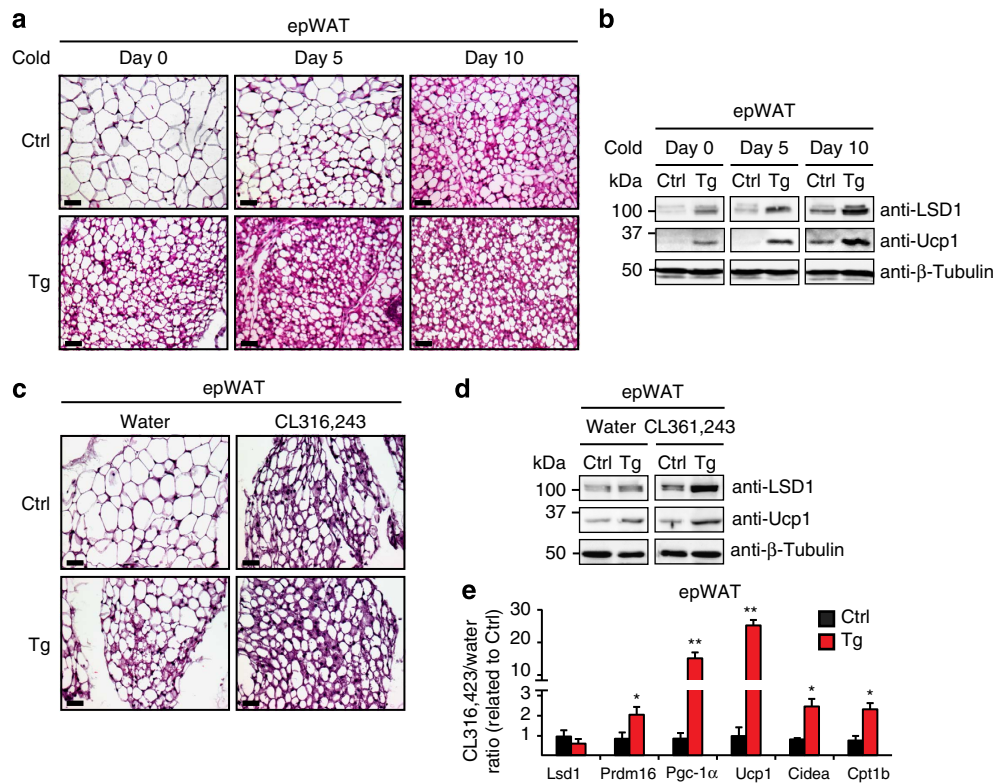 a
epWAT
Cold Day 0 Day 5 Day 10
Ctrl
Tg
b
epWAT
Cold Day 0 Day 5 Day 10
kDa Ctrl Tg Ctrl Tg Ctrl Tg
100 anti-LSD1
37 anti-Ucp1
50 anti-β-Tubulin
c
epWAT
Water CL316,243
Ctrl
Tg
d
epWAT
Water CL361,243
kDa Ctrl Tg Ctrl Tg
100 anti-LSD1
37 anti-Ucp1
50 anti-β-Tubulin
e
epWAT
CL316,423/water
ratio (related to Ctrl)
30
20
10
3
2
1
* ** ** * *
Ctrl
Tg
Lsd1 Prdm16 Pgc-1α Ucp1 Cidea Cpt1b